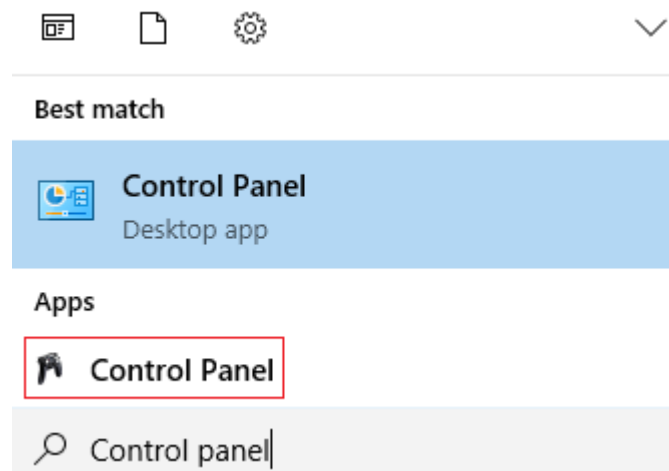 Best match
Control Panel
Desktop app
Apps
Control Panel
Control panel